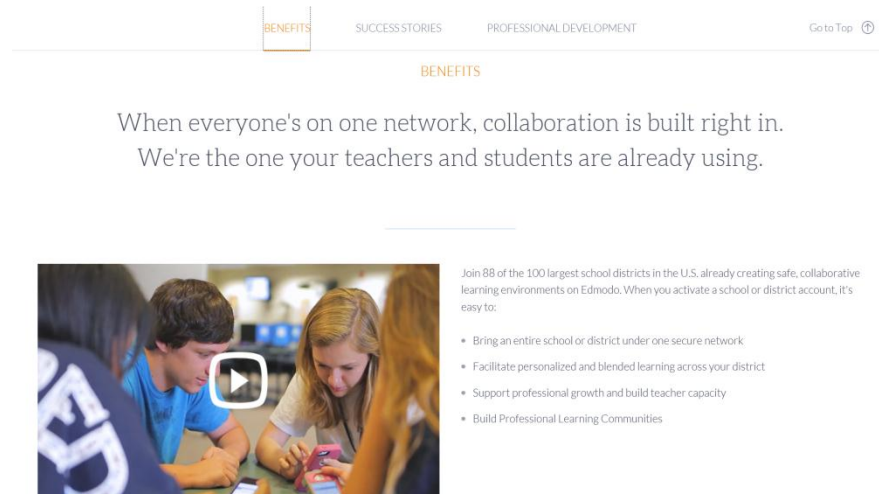 BENEFITS
SUCCESS STORIES
PROFESSIONAL DEVELOPMENT
Go to Top
BENEFITS
When everyone's on one network, collaboration is built right in.
We're the one your teachers and students are already using.
Join 88 of the 100 largest school districts in the U.S. already creating safe, collaborative
learning environments on Edmodo. When you activate a school or district account, it's
easy to:
Bring an entire school or district under one secure network
Facilitate personalized and blended learning across your district
Support professional growth and build teacher capacity
Build Professional Learning Communities